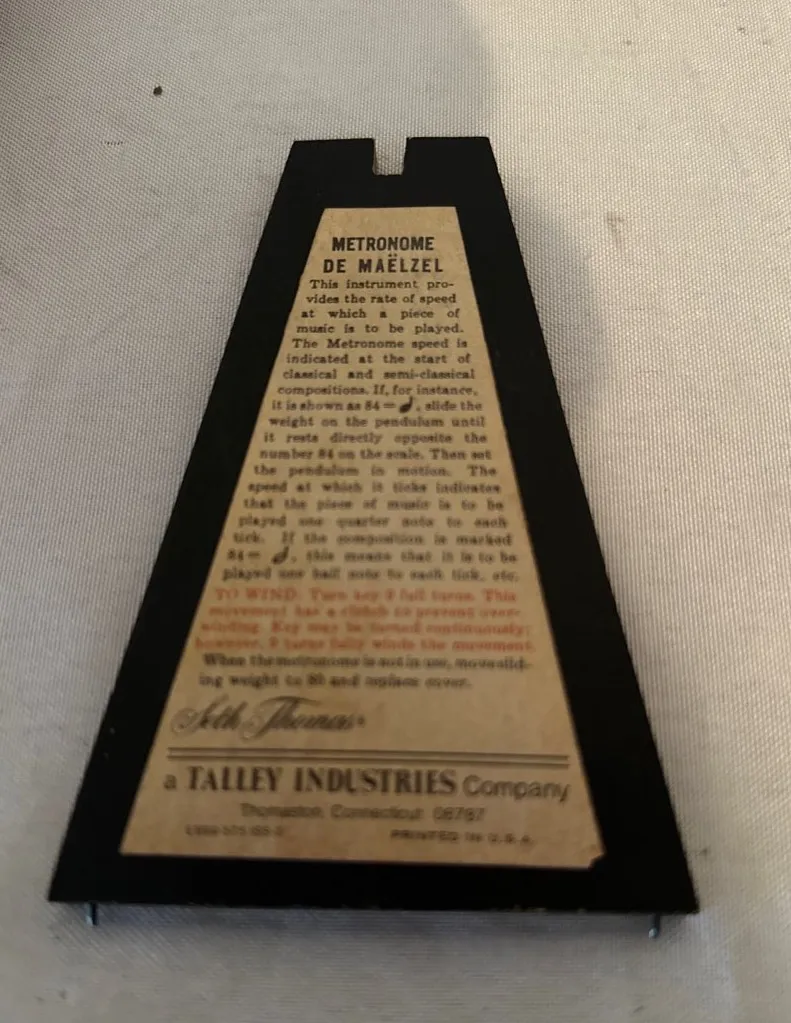 METRONOME
DE MAËLZEL
This instrument pro-
vides the rate of speed
at which a piece of
music is to be played.
The Metronome speed is
indicated at the start of
classical and semi-classical
compositions. If, for instance,
it is shown as 84 = 𝅘𝅥, slide the
weight on the pendulum until
it rests directly opposite the
number 84 on the scale. Then set
the pendulum in motion. The
speed at which it ticks indicates
that the piece of music is to be
played one quarter note to each
tick. If the composition is marked
84 = 𝅗𝅥, this means that it is to be
played one half note to each tick, etc.
TO WIND: Turn key 9 full turns. This
movement has a clutch to prevent over-
winding. Key may be turned continuously;
however, 9 turns fully winds the movement.
When the metronome is not in use, move slid-
ing weight to 80 and replace cover.
Seth Thomas®
a TALLEY INDUSTRIES Company
Thomaston, Connecticut 06787
PRINTED IN U.S.A.